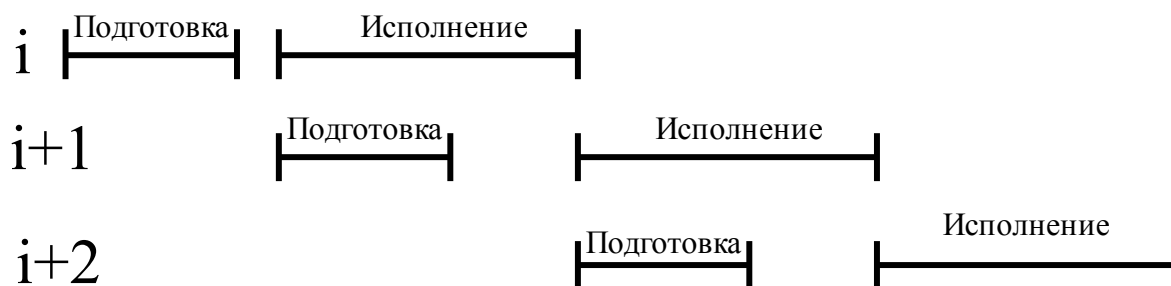 i Подготовка Исполнение
i+1 Подготовка Исполнение
i+2 Подготовка Исполнение